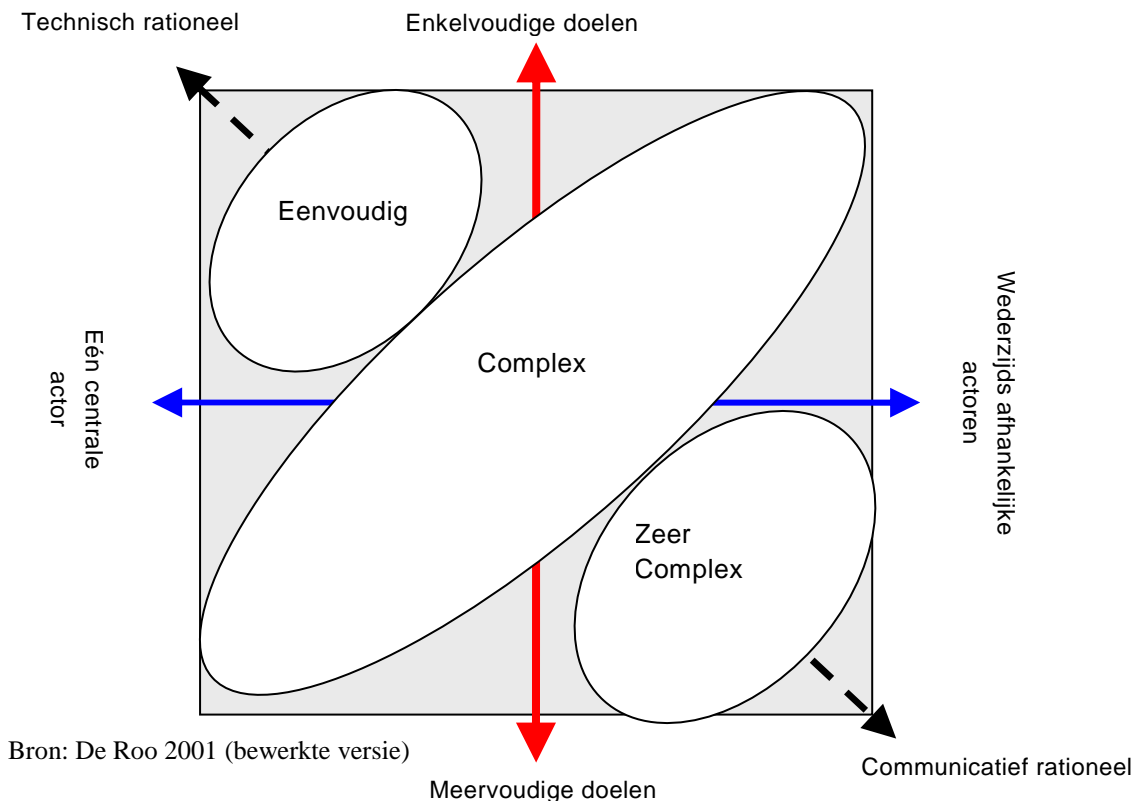 Technisch rationeel
Enkelvoudige doelen
Eenvoudig
Complex
Eén centrale
actor
Wederzijds afhankelijke
actoren
Zeer
Complex
Bron: De Roo 2001 (bewerkte versie)
Communicatief rationeel
Meervoudige doelen